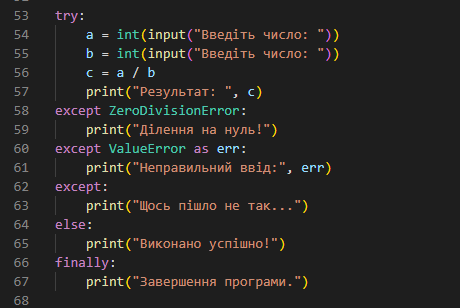 53 try:
54     a = int(input("Введіть число: "))
55     b = int(input("Введіть число: "))
56     c = a / b
57     print("Результат: ", c)
58 except ZeroDivisionError:
59     print("Ділення на нуль!")
60 except ValueError as err:
61     print("Неправильний ввід:", err)
62 except:
63     print("Щось пішло не так...")
64 else:
65     print("Виконано успішно!")
66 finally:
67     print("Завершення програми.")
68